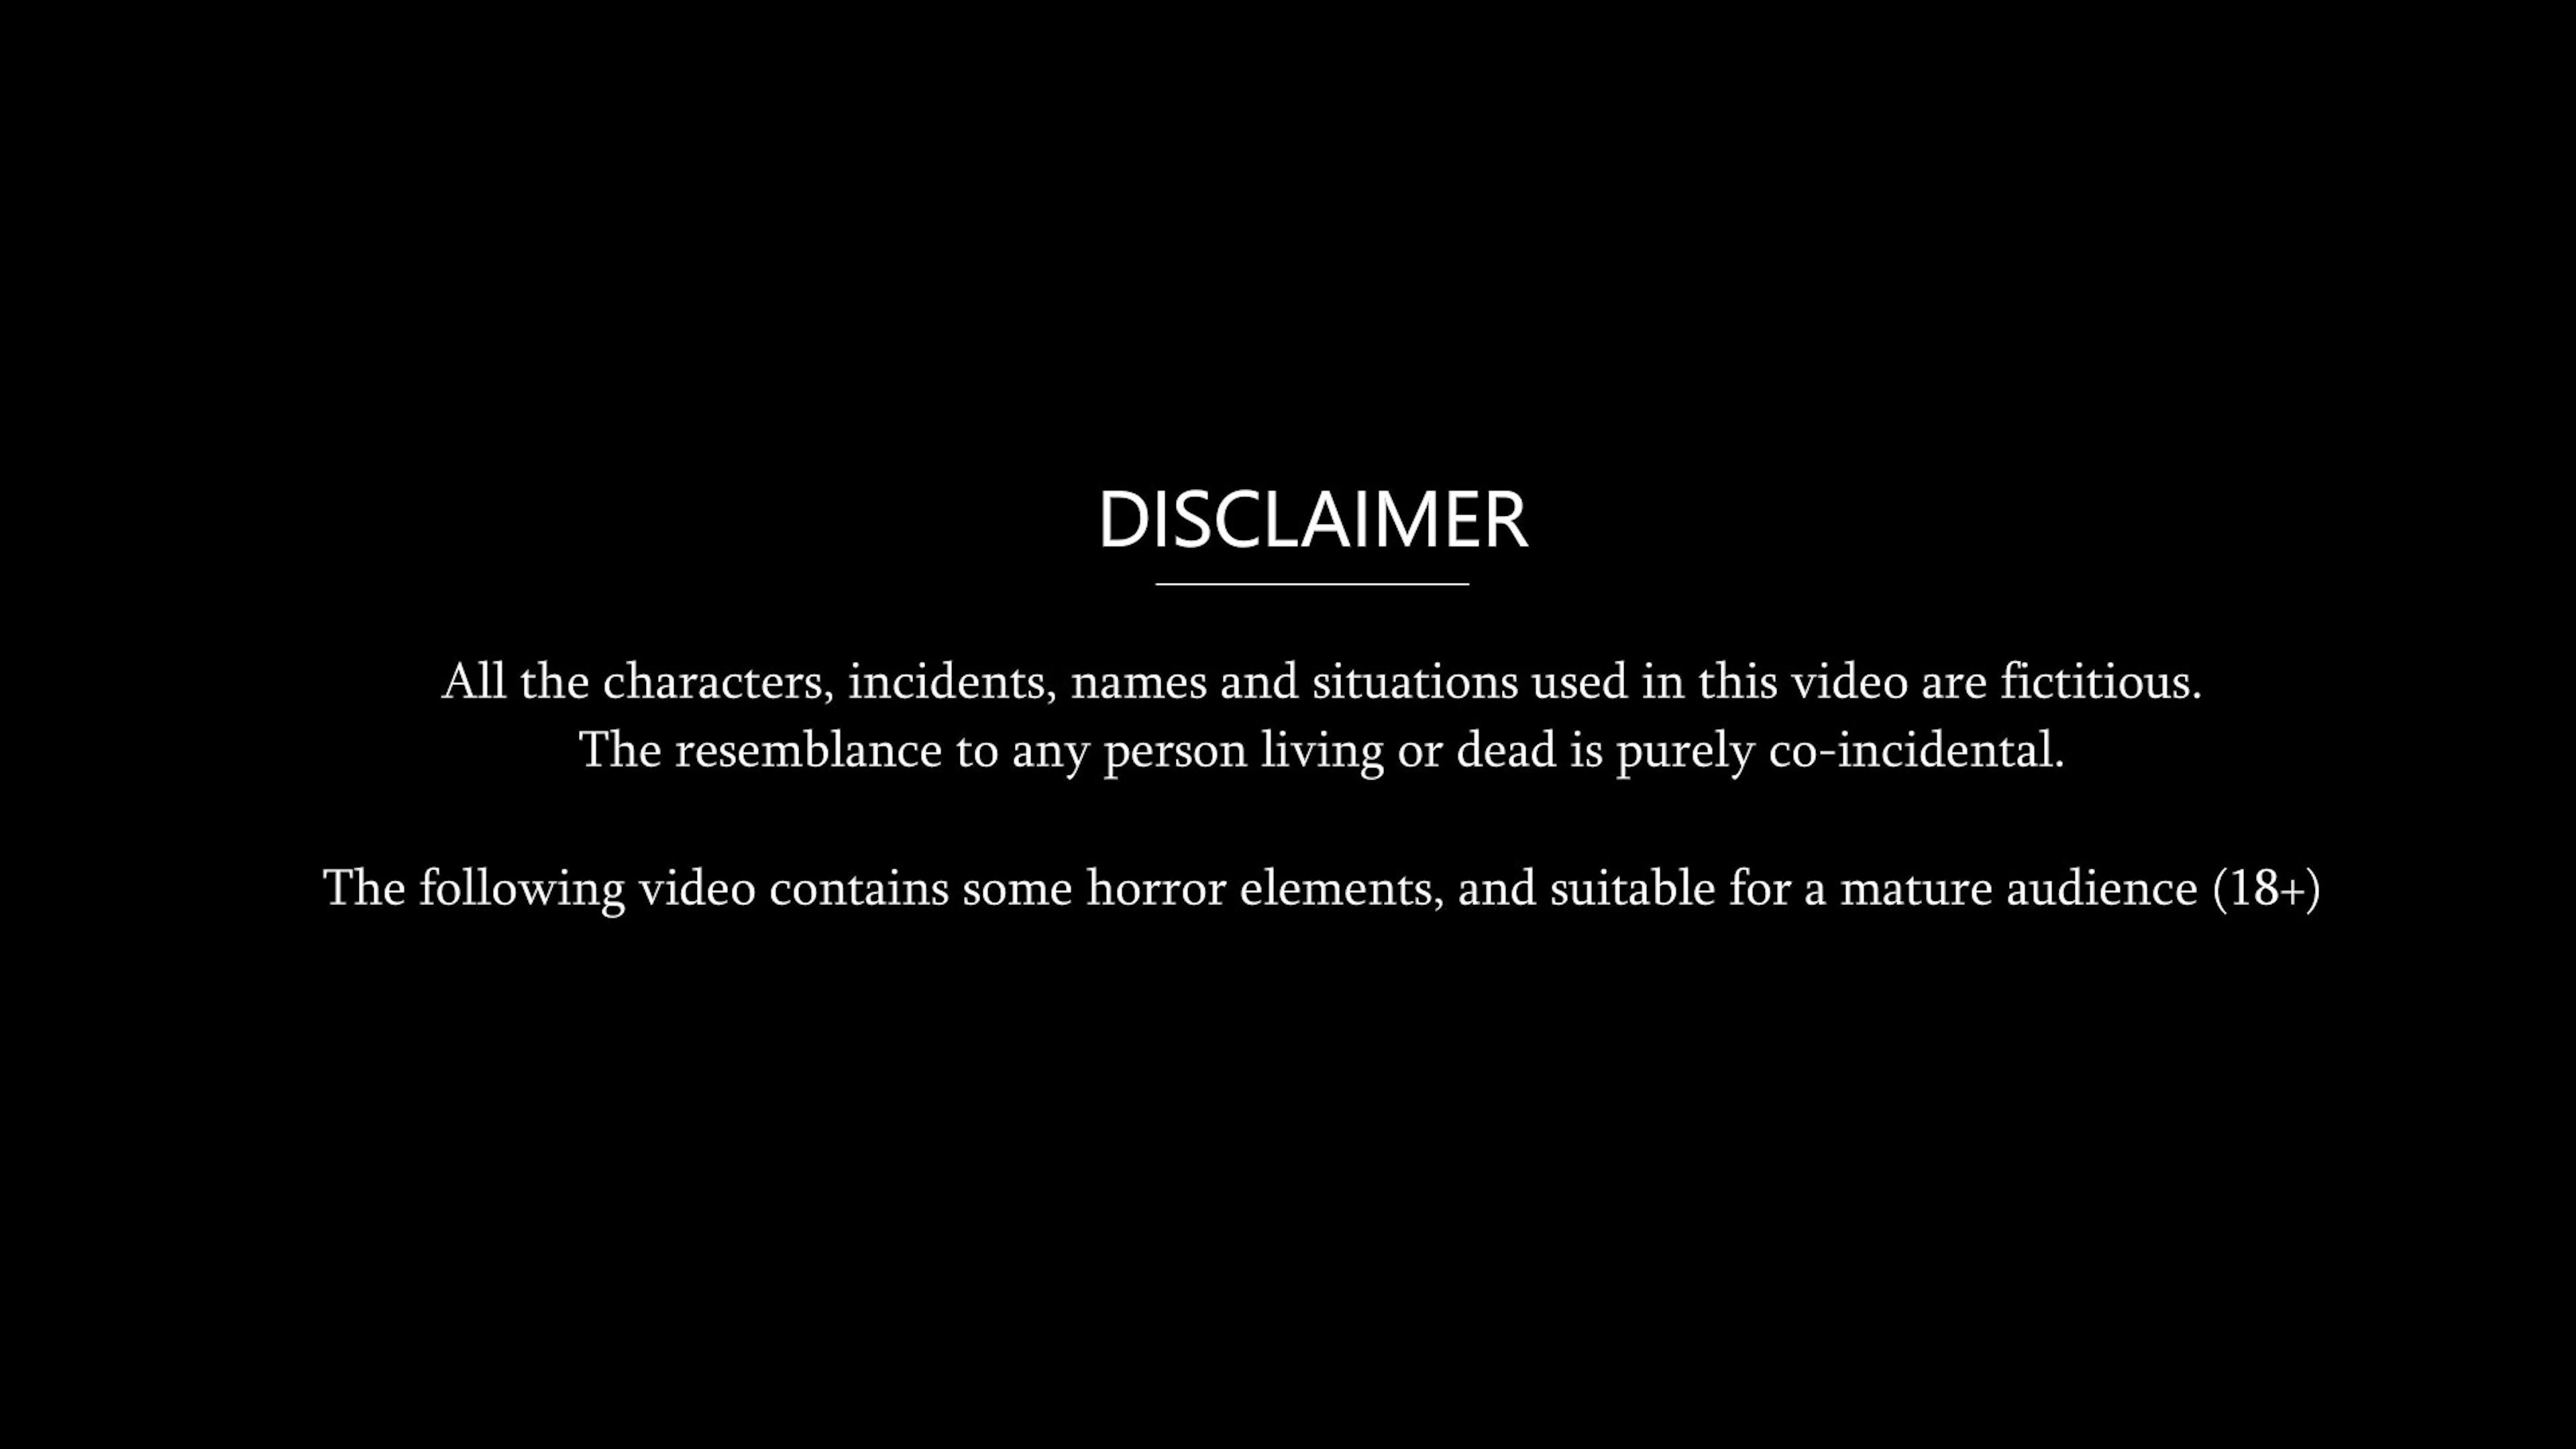 DISCLAIMER
All the characters, incidents, names and situations used in this video are fictitious.
The resemblance to any person living or dead is purely co-incidental.
The following video contains some horror elements, and suitable for a mature audience (18+)